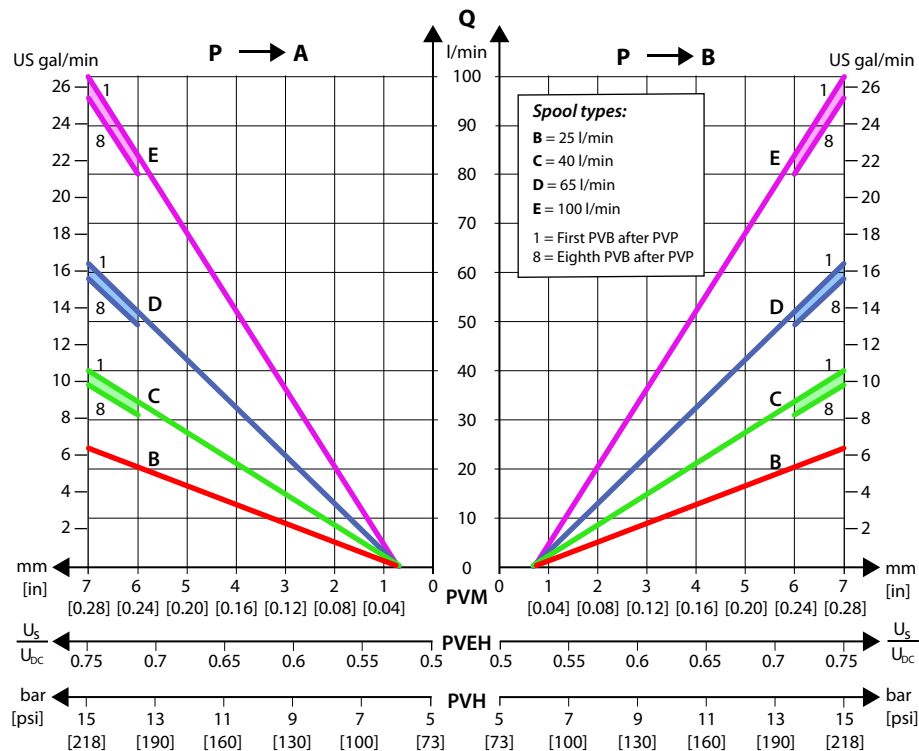 Q
P A
l/min
P B
US gal/min
US gal/min
26
24
22
20
18
16
14
12
10
8
6
4
2
100
90
80
70
60
50
40
30
20
10
0
26
24
22
20
18
16
14
12
10
8
6
4
2
1
8
E
1
8
D
1
8
C
B
Spool types:
B = 25 l/min
C = 40 l/min
D = 65 l/min
E = 100 l/min
1 = First PVB after PVP
8 = Eighth PVB after PVP
1
E
8
1
D
8
1
C
8
B
mm 7 6 5 4 3 2 1 0 PVM 0 1 2 3 4 5 6 7 mm
[in] [0.28] [0.24] [0.20] [0.16] [0.12] [0.08] [0.04] [0.04] [0.08] [0.12] [0.16] [0.20] [0.24] [0.28] [in]
US PVEH US
UDC 0.75 0.7 0.65 0.6 0.55 0.5 0.5 0.55 0.6 0.65 0.7 0.75 UDC
bar PVH bar
[psi] 15 13 11 9 7 5 5 7 9 11 13 15 [psi]
[218] [190] [160] [130] [100] [73] [73] [100] [130] [160] [190] [218]